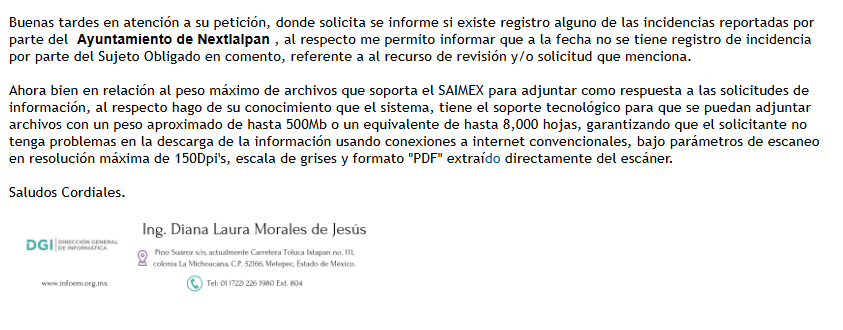 Buenas tardes en atención a su petición, donde solicita se informe si existe registro alguno de las incidencias reportadas por
parte del Ayuntamiento de Nextlalpan , al respecto me permito informar que a la fecha no se tiene registro de incidencia
por parte del Sujeto Obligado en comento, referente a al recurso de revisión y/o solicitud que menciona.
Ahora bien en relación al peso máximo de archivos que soporta el SAIMEX para adjuntar como respuesta a las solicitudes de
información, al respecto hago de su conocimiento que el sistema, tiene el soporte tecnológico para que se puedan adjuntar
archivos con un peso aproximado de hasta 500Mb o un equivalente de hasta 8,000 hojas, garantizando que el solicitante no
tenga problemas en la descarga de la información usando conexiones a internet convencionales, bajo parámetros de escaneo
en resolución máxima de 150Dpi's, escala de grises y formato "PDF" extraído directamente del escáner.
Saludos Cordiales.
Ing. Diana Laura Morales de Jesús
DGI DIRECCIÓN GENERAL
DE INFORMÁTICA
Pino Suárez s/n, actualmente Carretera Toluca Ixtapan no. 111,
colonia La Michoacana, C.P. 52166, Metepec, Estado de México.
www.infoem.org.mx
Tel: 01 (722) 226 1980 Ext. 804